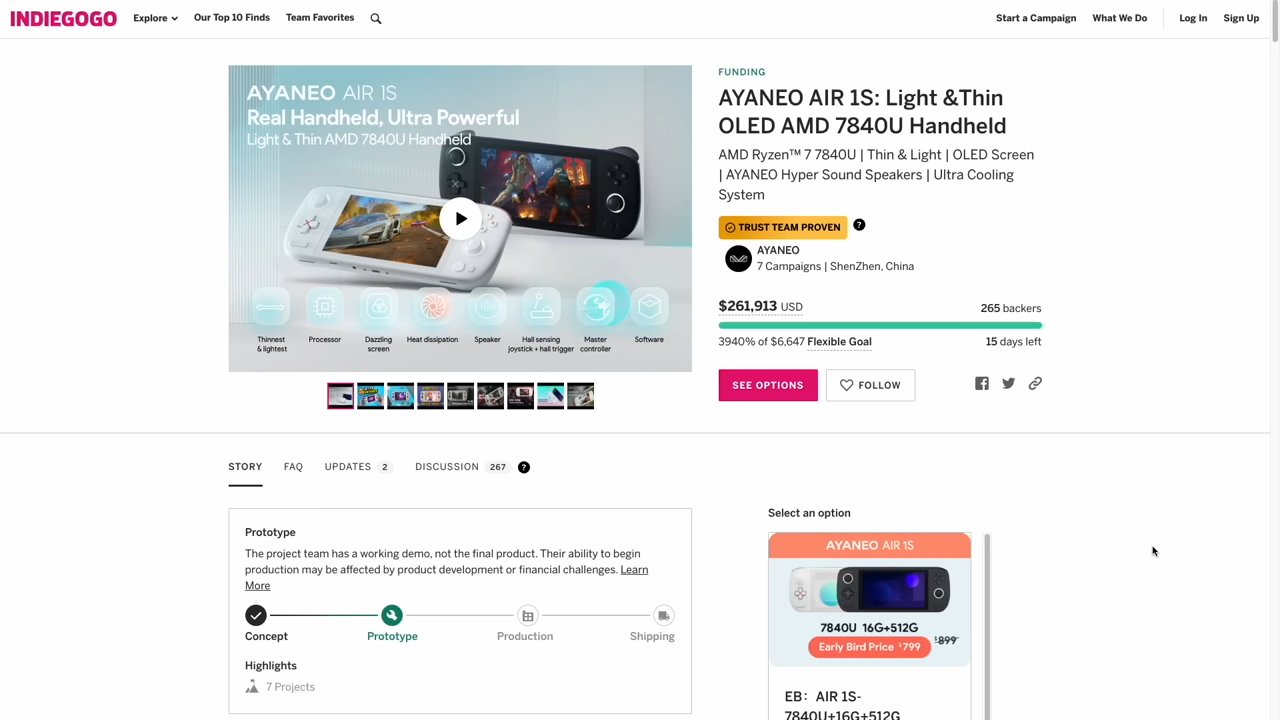 INDIEGOGO
Explore
Our Top 10 Finds
Team Favorites
Start a Campaign
What We Do
Log In
Sign Up
AYANEO AIR 1S
Real Handheld, Ultra Powerful
Light & Thin AMD 7840U Handheld
Thinnest
& lightest
Processor
Dazzling
screen
Heat dissipation
Speaker
Hall sensing
joystick + hall trigger
Master
controller
Software
FUNDING
AYANEO AIR 1S: Light &Thin
OLED AMD 7840U Handheld
AMD Ryzen™ 7 7840U | Thin & Light | OLED Screen
| AYANEO Hyper Sound Speakers | Ultra Cooling
System
TRUST TEAM PROVEN ?
AYANEO
7 Campaigns | ShenZhen, China
$261,913 USD
265 backers
3940% of $6,647 Flexible Goal
15 days left
SEE OPTIONS
FOLLOW
STORY
FAQ
UPDATES 2
DISCUSSION 267 ?
Prototype
The project team has a working demo, not the final product. Their ability to begin
production may be affected by product development or financial challenges. Learn
More
Concept
Prototype
Production
Shipping
Highlights
7 Projects
Select an option
AYANEO AIR 1S
7840U 16G+512G
Early Bird Price $799
$899
EB： AIR 1S-
7840U+16G+512G